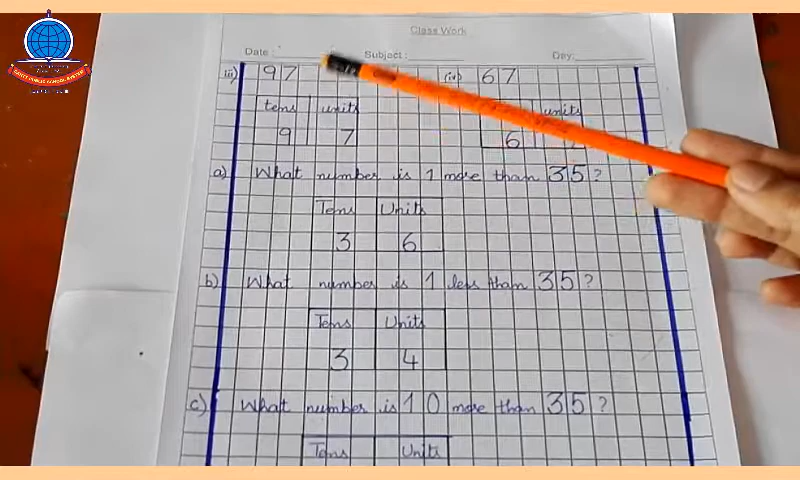 Class Work
Date : Subject : Day:
iii) 97 (iv) 67
tens units units
9 7 6
a) What number is 1 more than 35?
Tens Units
3 6
b) What number is 1 less than 35?
Tens Units
3 4
c) What number is 10 more than 35?
Tens Units